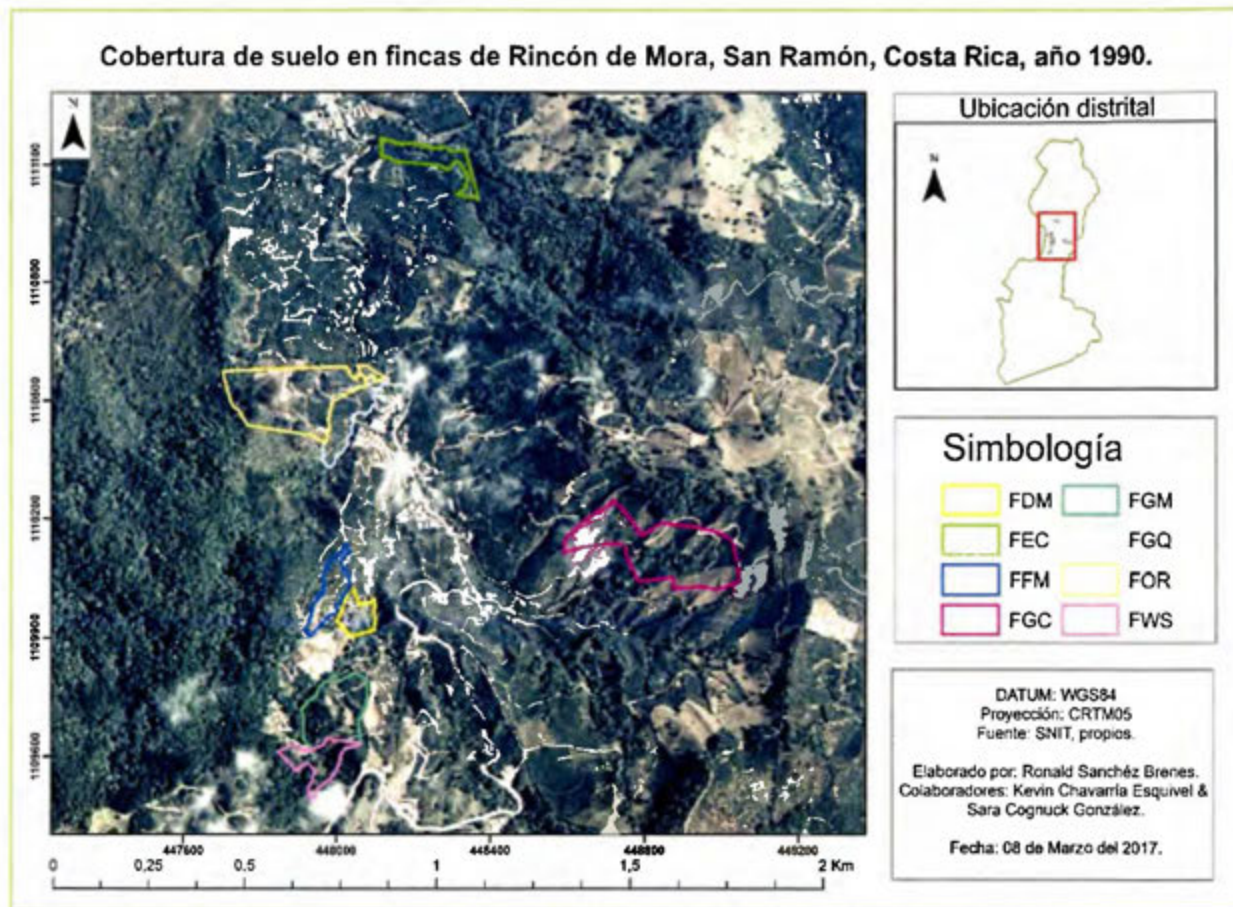 Cobertura de suelo en fincas de Rincón de Mora, San Ramón, Costa Rica, año 1990.
Ubicación distrital
N
Simbología
FDM
FGM
FEC
FGQ
FFM
FOR
FGC
FWS
DATUM: WGS84
Proyección: CRTM05
Fuente: SNIT, propios.
Elaborado por: Ronald Sanchéz Brenes.
Colaboradores: Kevin Chavarría Esquivel &
Sara Cognuck González.
Fecha: 08 de Marzo del 2017.
1110200
1109900
1109600
447600
448000
448400
448800
449200
0 0,25 0.5 1 1,5 2 Km